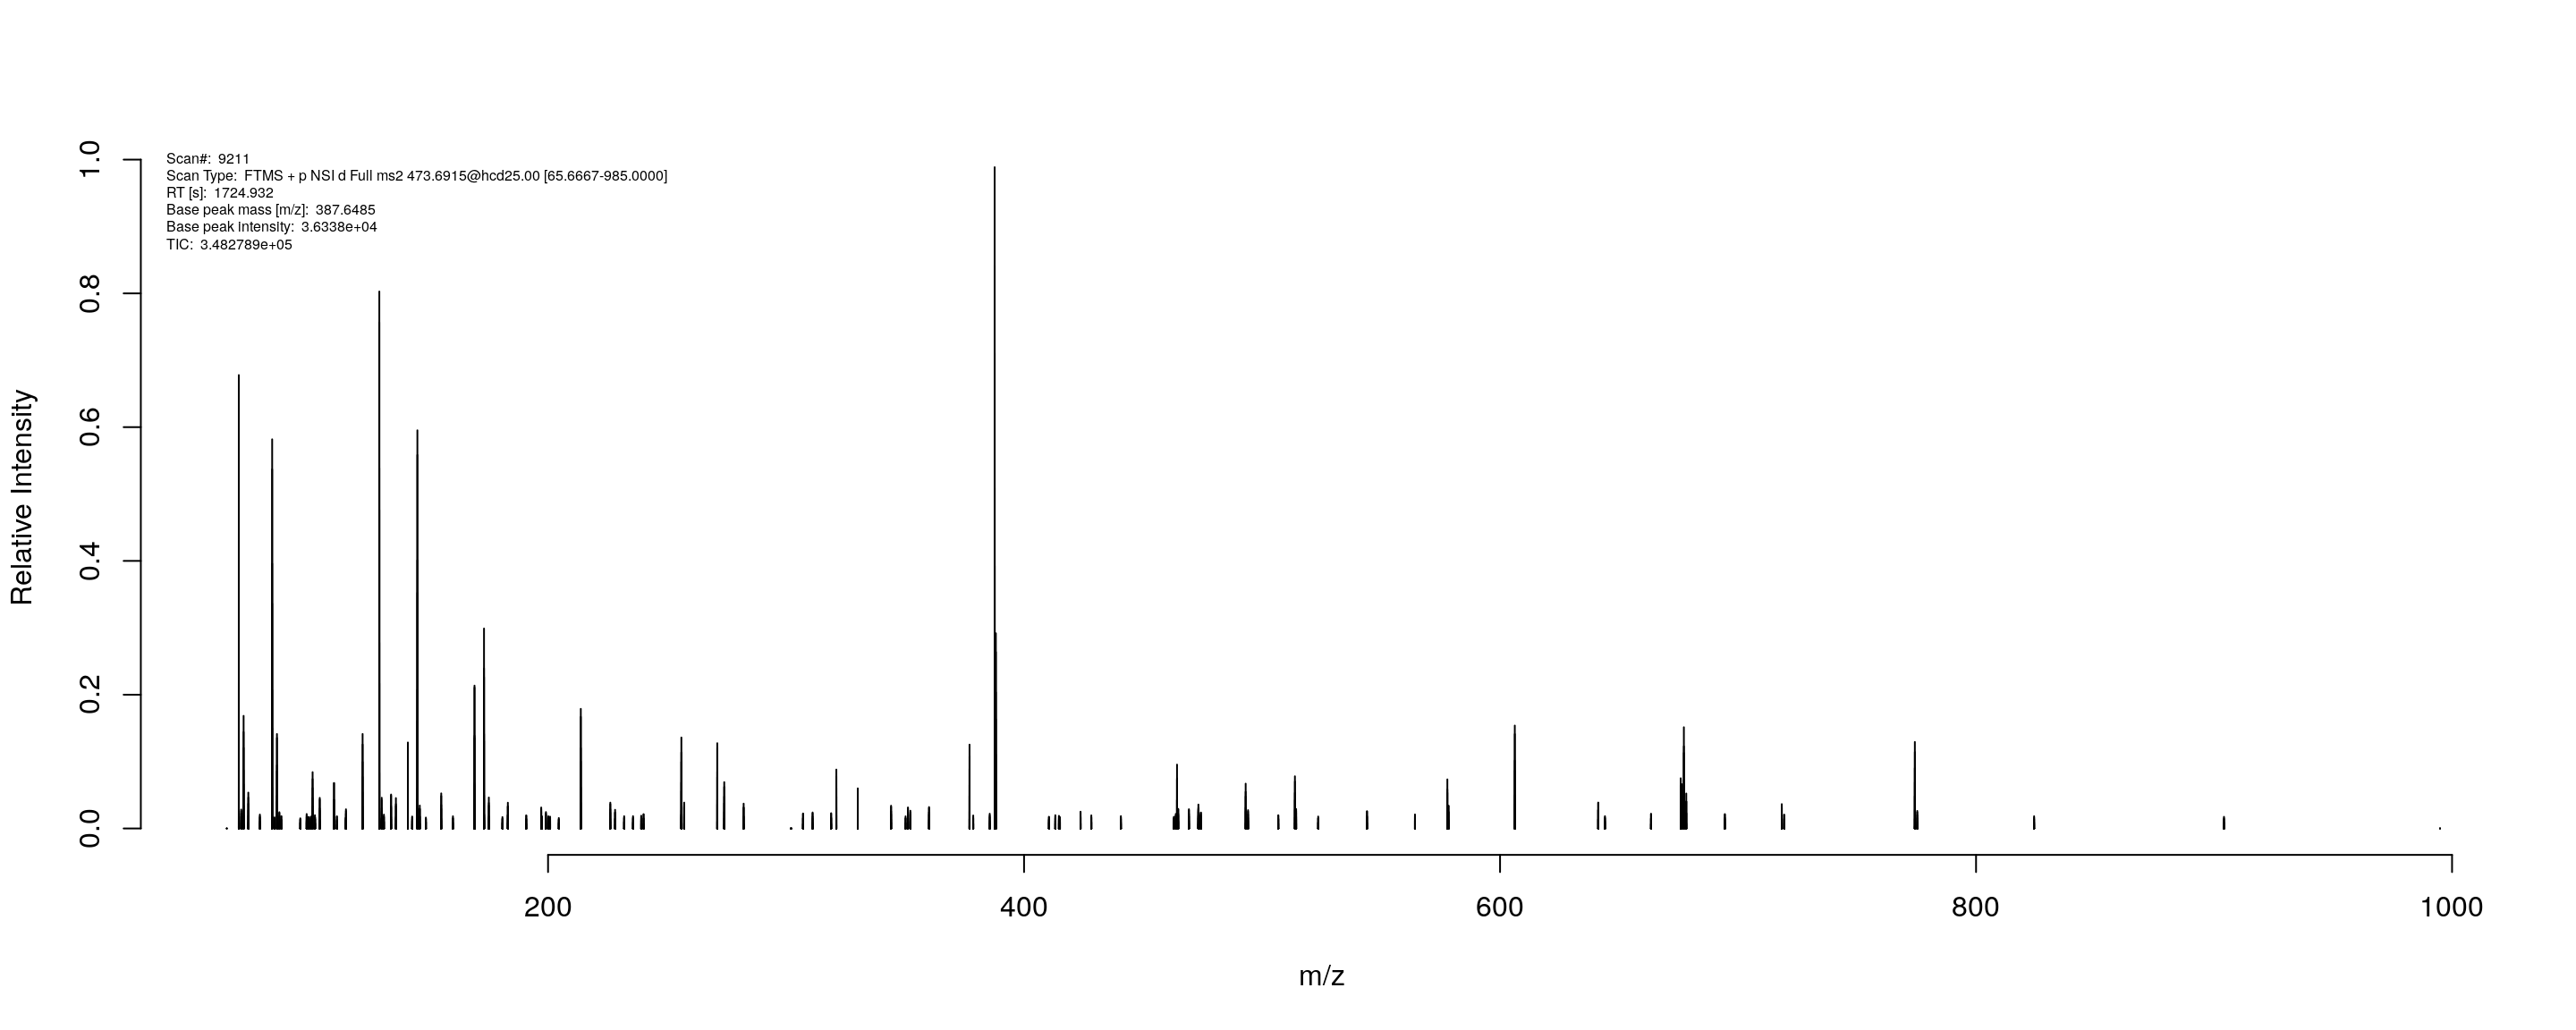 Scan#: 9211
Scan Type: FTMS + p NSI d Full ms2 473.6915@hcd25.00 [65.6667-985.0000]
RT [s]: 1724.932
Base peak mass [m/z]: 387.6485
Base peak intensity: 3.6338e+04
TIC: 3.482789e+05
Relative Intensity
1.0
0.8
0.6
0.4
0.2
0.0
200 400 600 800 1000
m/z